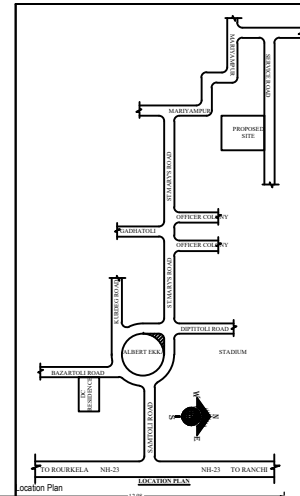 MARIYAMPUR
SERVICE ROAD
MARIYAMPUR
PROPOSED
SITE
ST.MARY'S ROAD
OFFICER COLONY
GADHATOLI
OFFICER COLONY
ST.MARY'S ROAD
KURDEG ROAD
DIPTITOLI ROAD
ALBERT EKKA
STADIUM
BAZARTOLI ROAD
DC
RESIDENCE
SAMTOLI ROAD
W
S
N
E
TO ROURKELA NH-23 NH-23 TO RANCHI
LOCATION PLAN
Location Plan